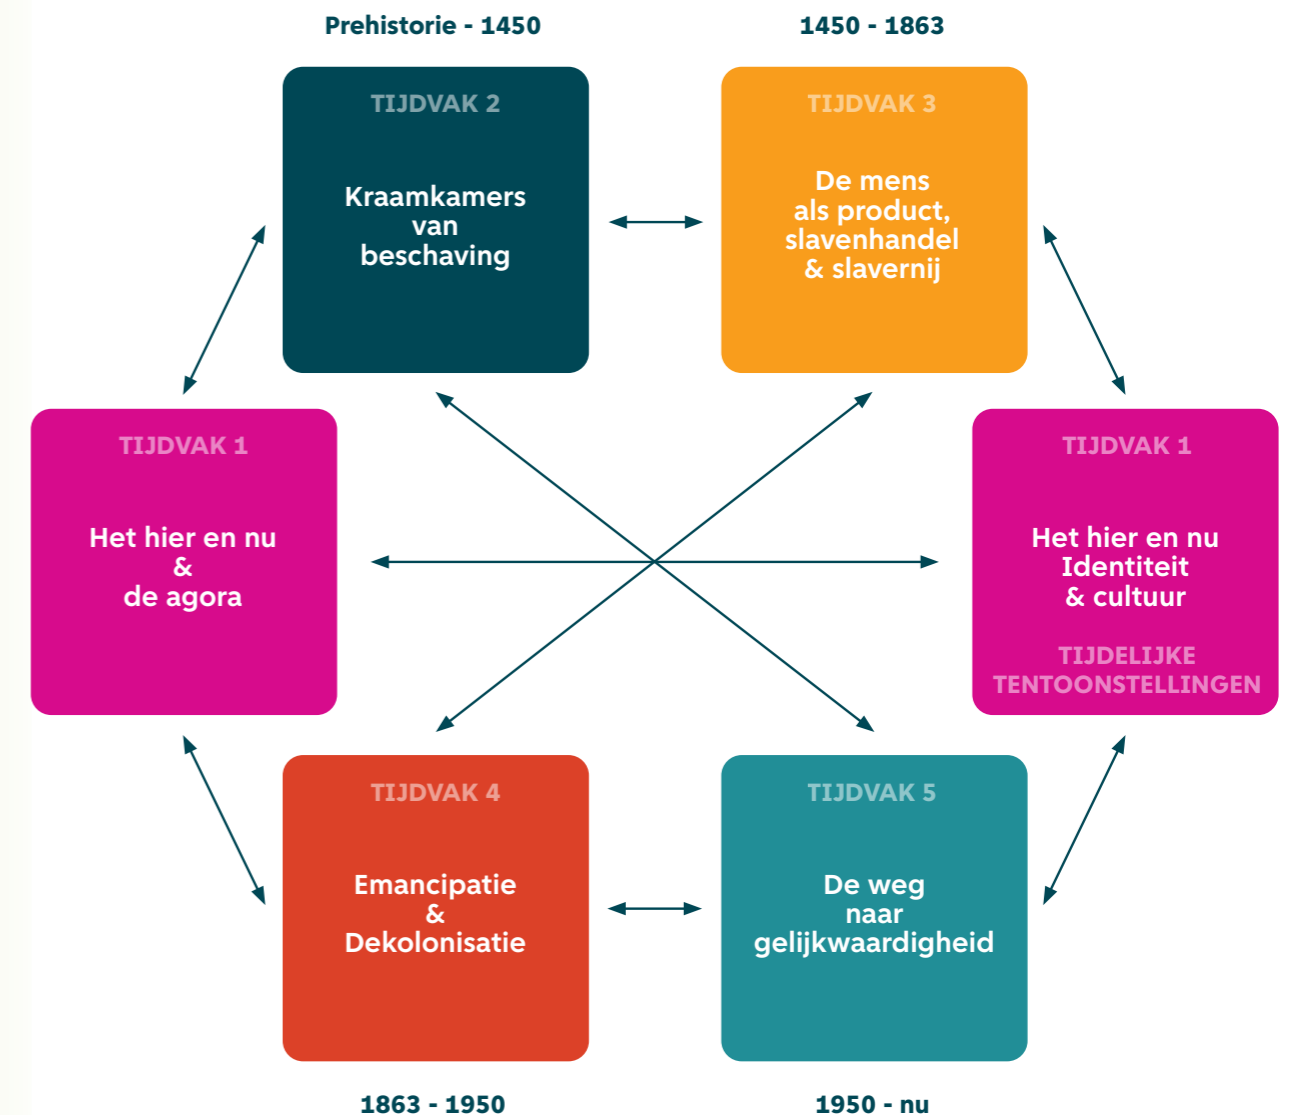 Prehistorie - 1450
1450 - 1863
TIJDVAK 2
Kraamkamers
van
beschaving
TIJDVAK 3
De mens
als product,
slavenhandel
& slavernij
TIJDVAK 1
Het hier en nu
&
de agora
TIJDVAK 1
Het hier en nu
Identiteit
& cultuur
TIJDELIJKE
TENTOONSTELLINGEN
TIJDVAK 4
Emancipatie
&
Dekolonisatie
TIJDVAK 5
De weg
naar
gelijkwaardigheid
1863 - 1950
1950 - nu